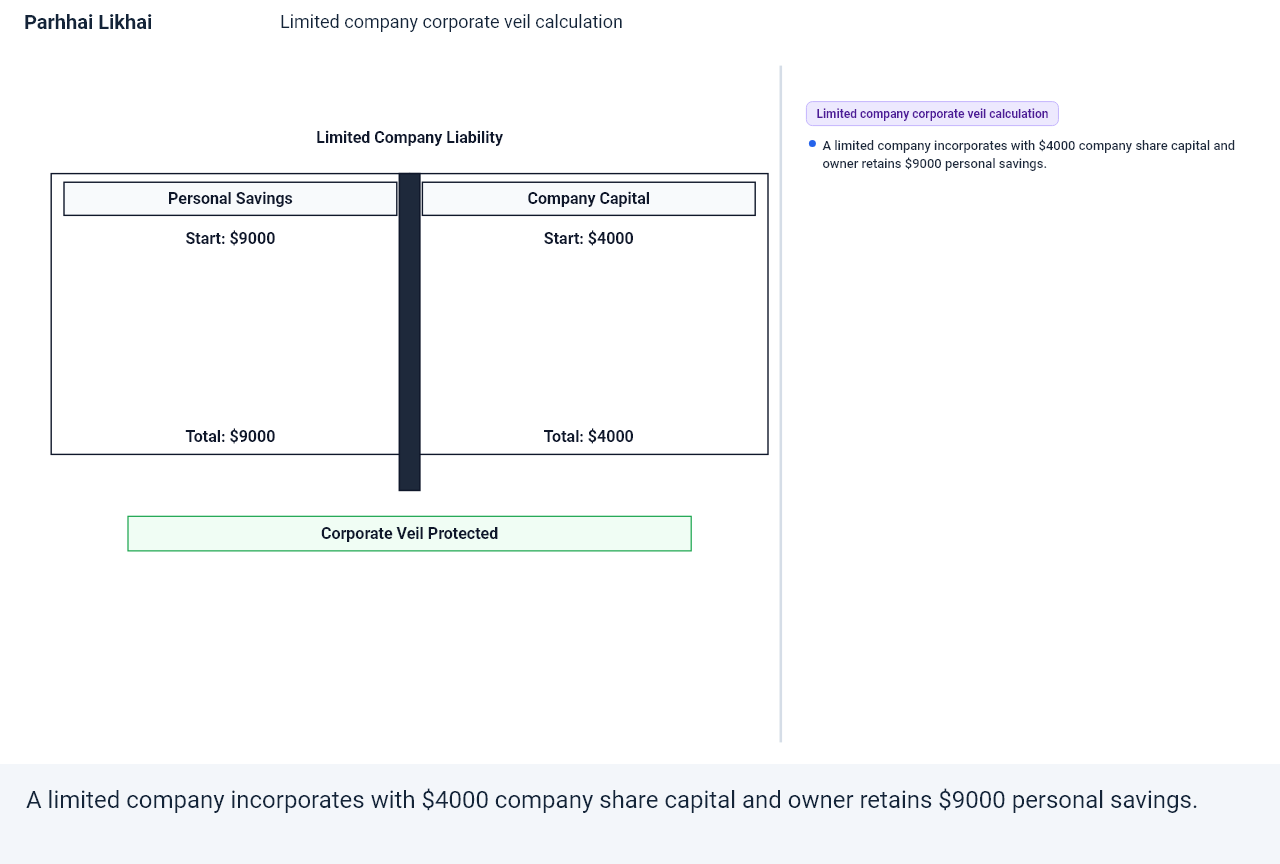 Parhhai Likhai
Limited company corporate veil calculation
Limited Company Liability
Personal Savings
Company Capital
Start: $9000
Start: $4000
Total: $9000
Total: $4000
Corporate Veil Protected
Limited company corporate veil calculation
A limited company incorporates with $4000 company share capital and
owner retains $9000 personal savings.
A limited company incorporates with $4000 company share capital and owner retains $9000 personal savings.